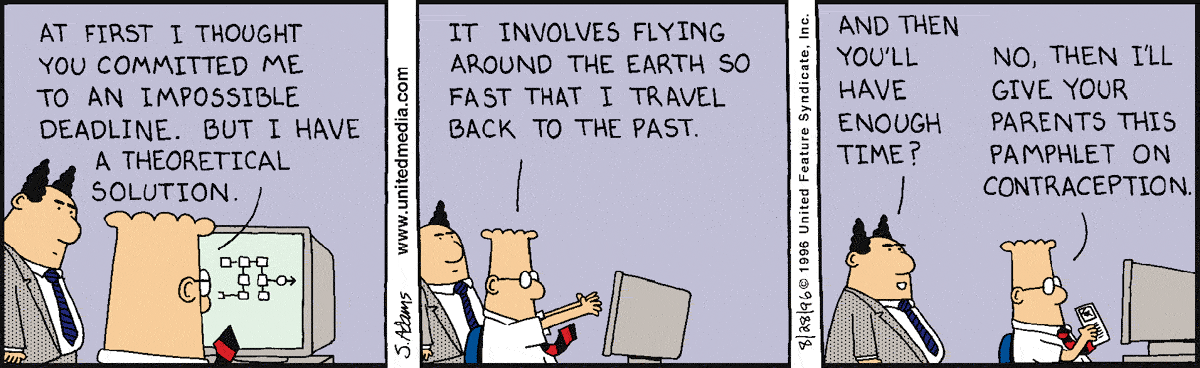 AT FIRST I THOUGHT
YOU COMMITTED ME
TO AN IMPOSSIBLE
DEADLINE. BUT I HAVE
A THEORETICAL
SOLUTION.
S. Adams
www.unitedmedia.com
IT INVOLVES FLYING
AROUND THE EARTH SO
FAST THAT I TRAVEL
BACK TO THE PAST.
8/28/96 © 1996 United Feature Syndicate, Inc.
AND THEN
YOU'LL
HAVE
ENOUGH
TIME?
NO, THEN I'LL
GIVE YOUR
PARENTS THIS
PAMPHLET ON
CONTRACEPTION.